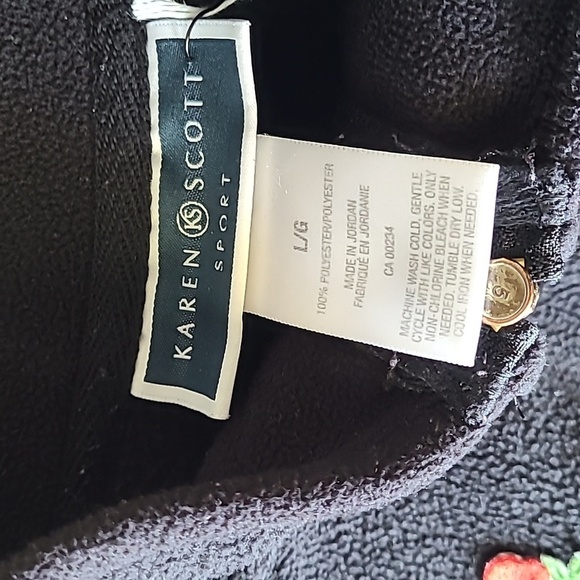 KAREN KS SCOTT
SPORT
L/G
100% POLYESTER/POLYESTER
MADE IN JORDAN
FABRIQUÉ EN JORDANIE
CA 00234
MACHINE WASH COLD, GENTLE
CYCLE WITH LIKE COLORS. ONLY
NON-CHLORINE BLEACH WHEN
NEEDED. TUMBLE DRY LOW.
COOL IRON WHEN NEEDED.